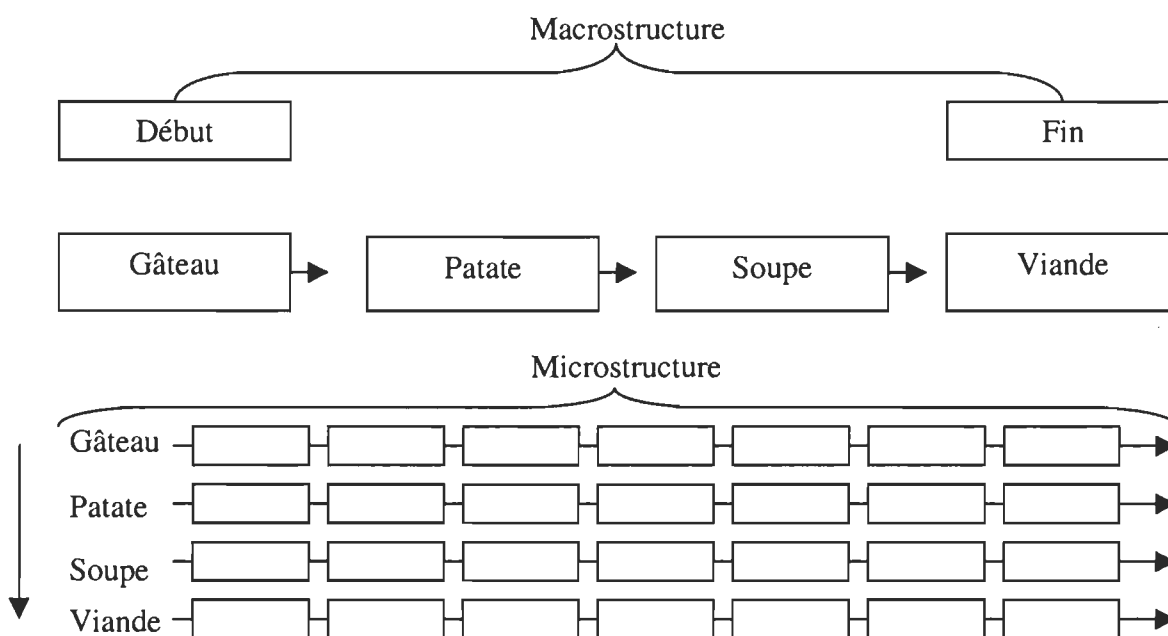 Macrostructure
Début Fin
Gâteau Patate Soupe Viande
Microstructure
Gâteau
Patate
Soupe
Viande